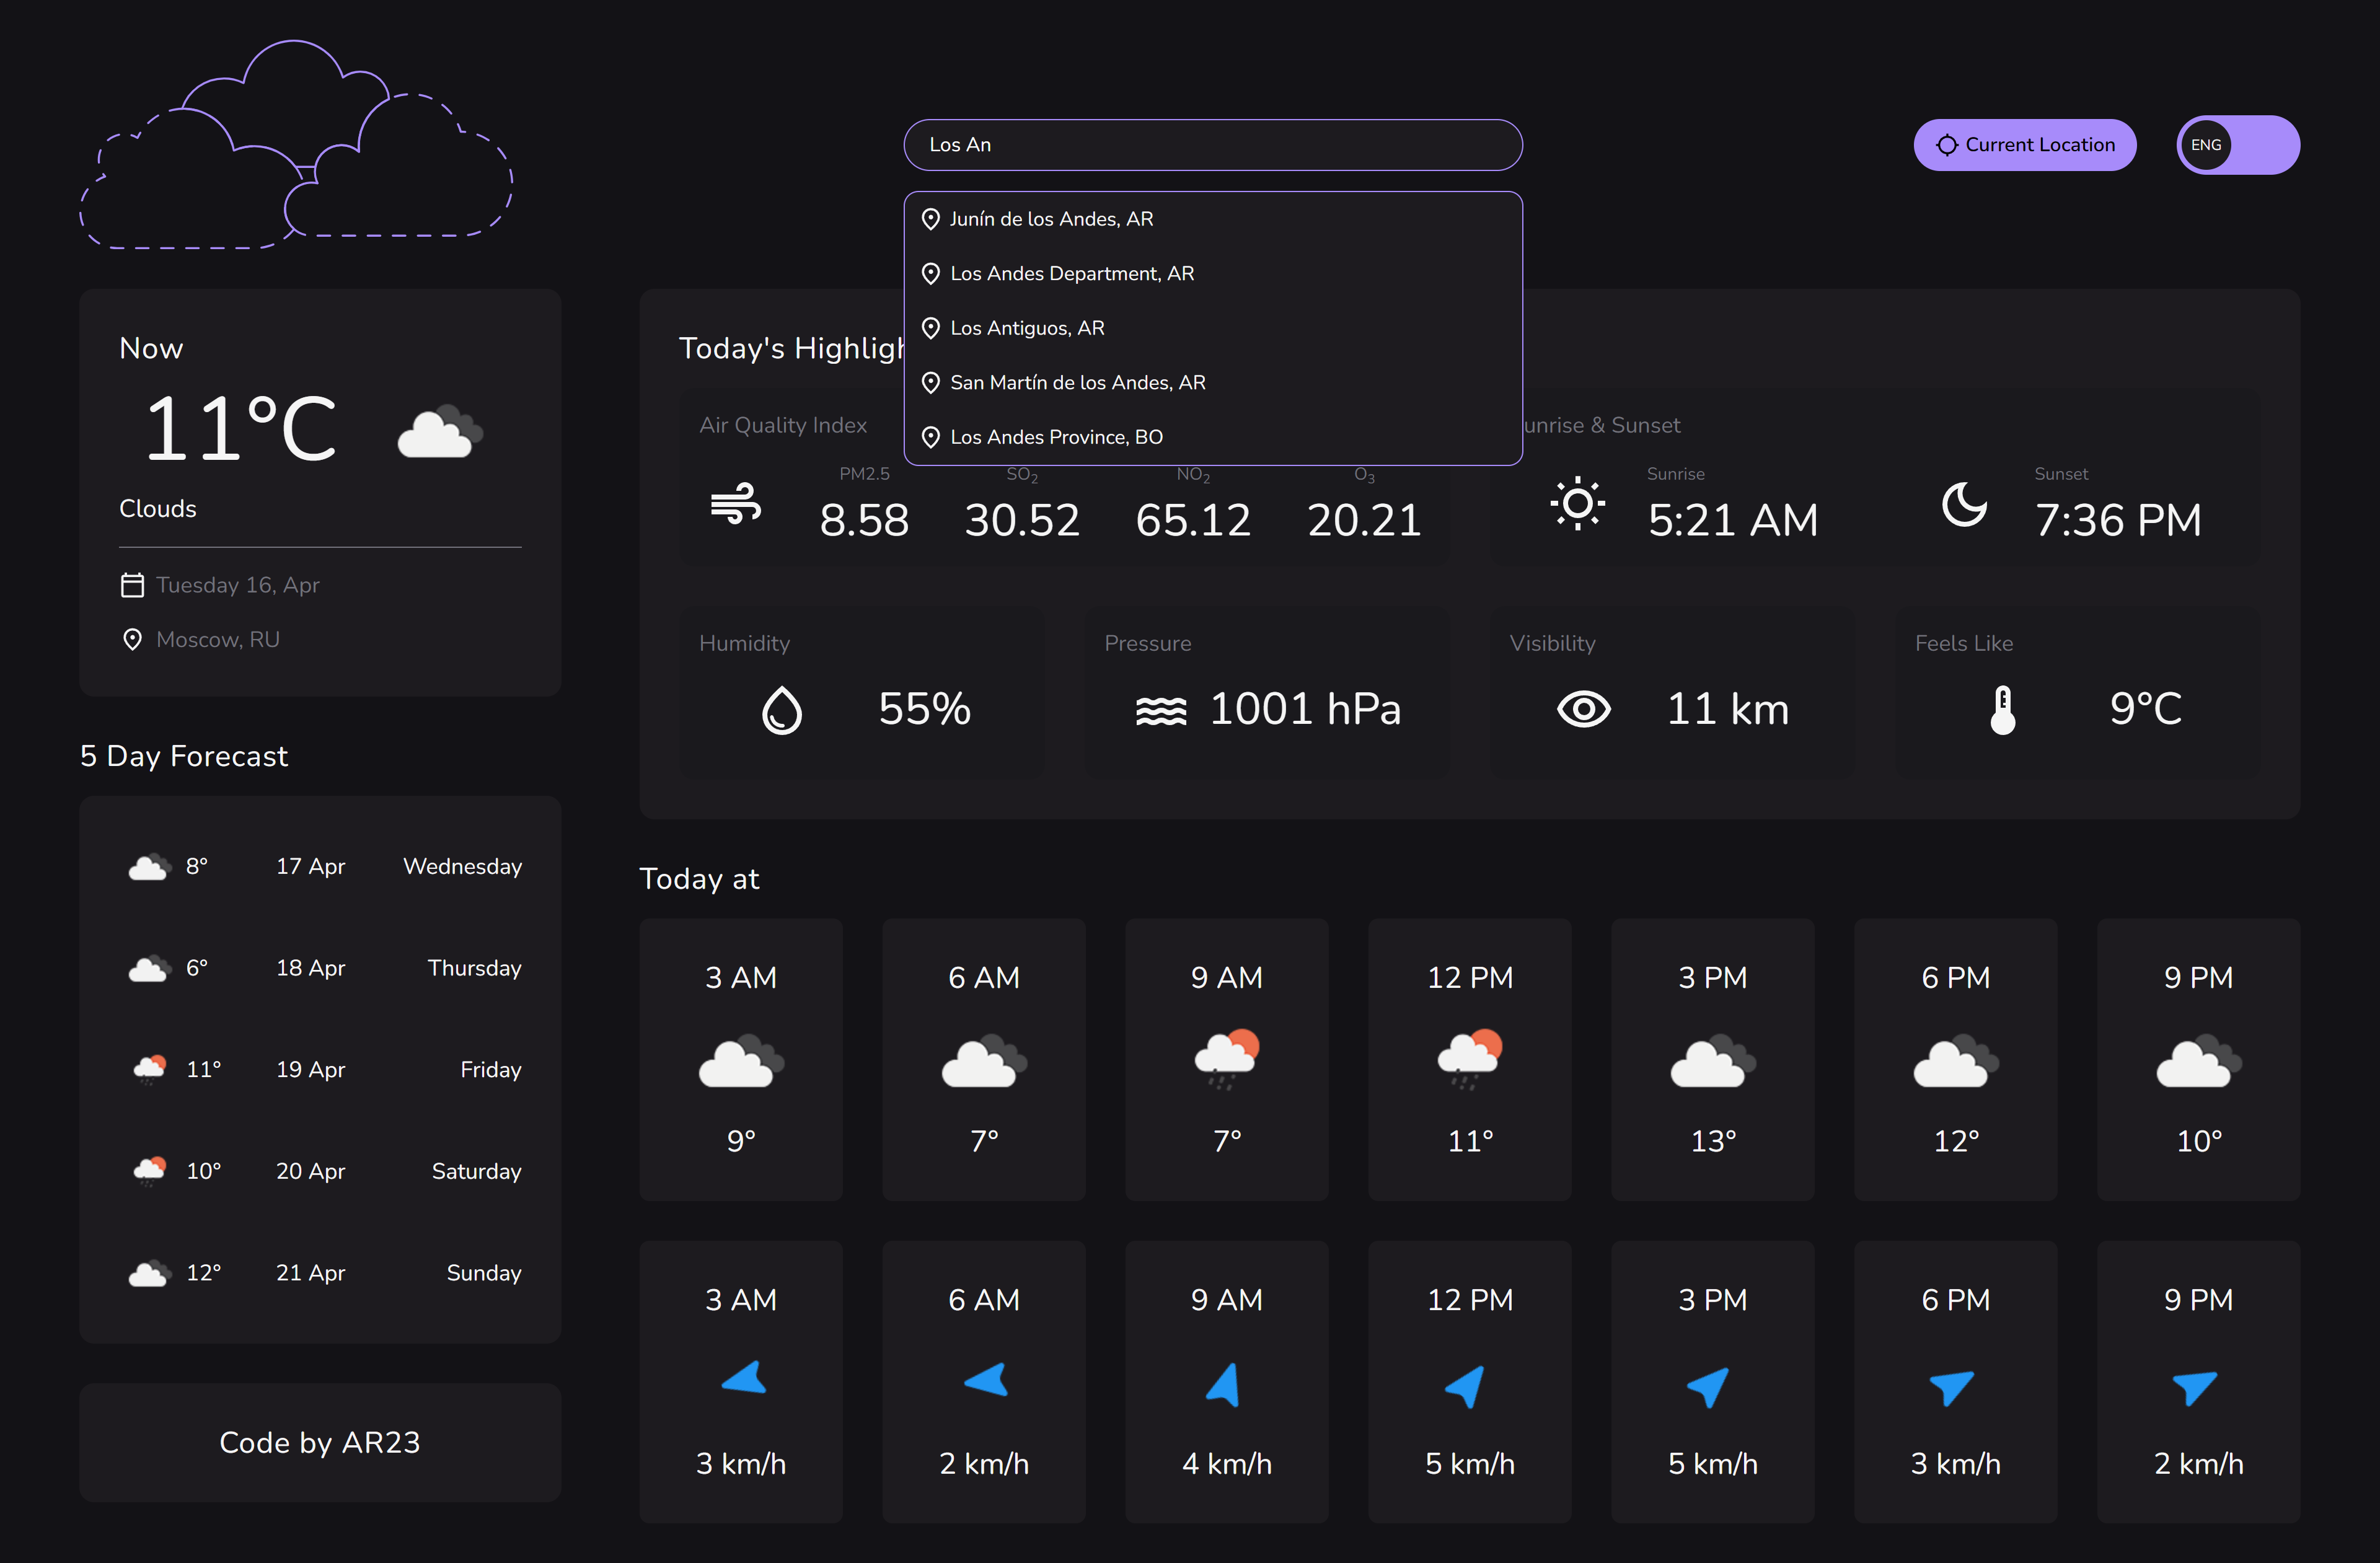 Los An
Current Location
ENG
Junín de los Andes, AR
Los Andes Department, AR
Los Antiguos, AR
San Martín de los Andes, AR
Los Andes Province, BO
Now
11°C
Clouds
Tuesday 16, Apr
Moscow, RU
5 Day Forecast
8° 17 Apr Wednesday
6° 18 Apr Thursday
11° 19 Apr Friday
10° 20 Apr Saturday
12° 21 Apr Sunday
Code by AR23
Today's
Air Quality Index
PM2.5 SO₂ NO₂ O₃
8.58 30.52 65.12 20.21
& Sunset
Sunrise Sunset
5:21 AM 7:36 PM
Humidity
55%
Pressure
1001 hPa
Visibility
11 km
Feels Like
9°C
Today at
3 AM 6 AM 9 AM 12 PM 3 PM 6 PM 9 PM
9° 7° 7° 11° 13° 12° 10°
3 AM 6 AM 9 AM 12 PM 3 PM 6 PM 9 PM
3 km/h 2 km/h 4 km/h 5 km/h 5 km/h 3 km/h 2 km/h